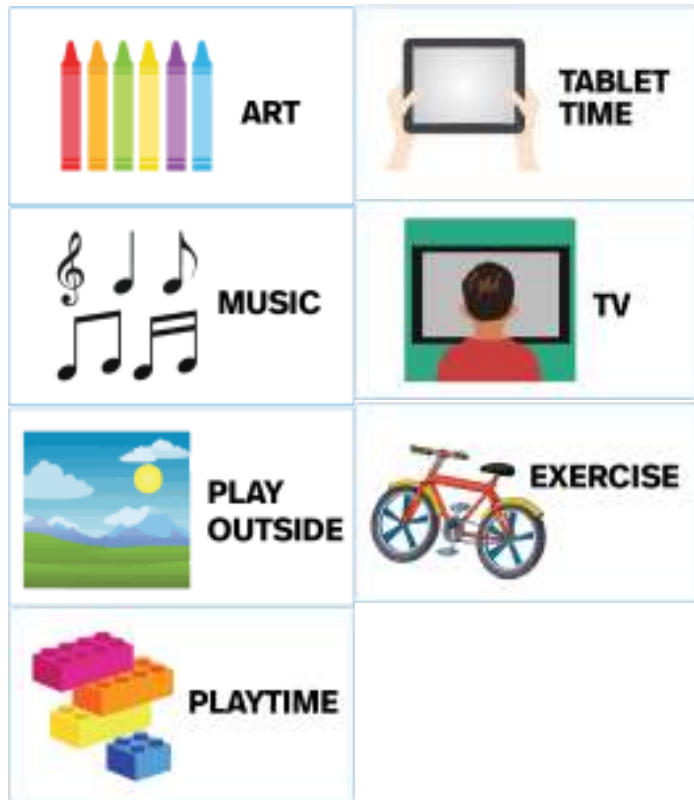 ART
TABLET
TIME
MUSIC
TV
PLAY
OUTSIDE
EXERCISE
PLAYTIME